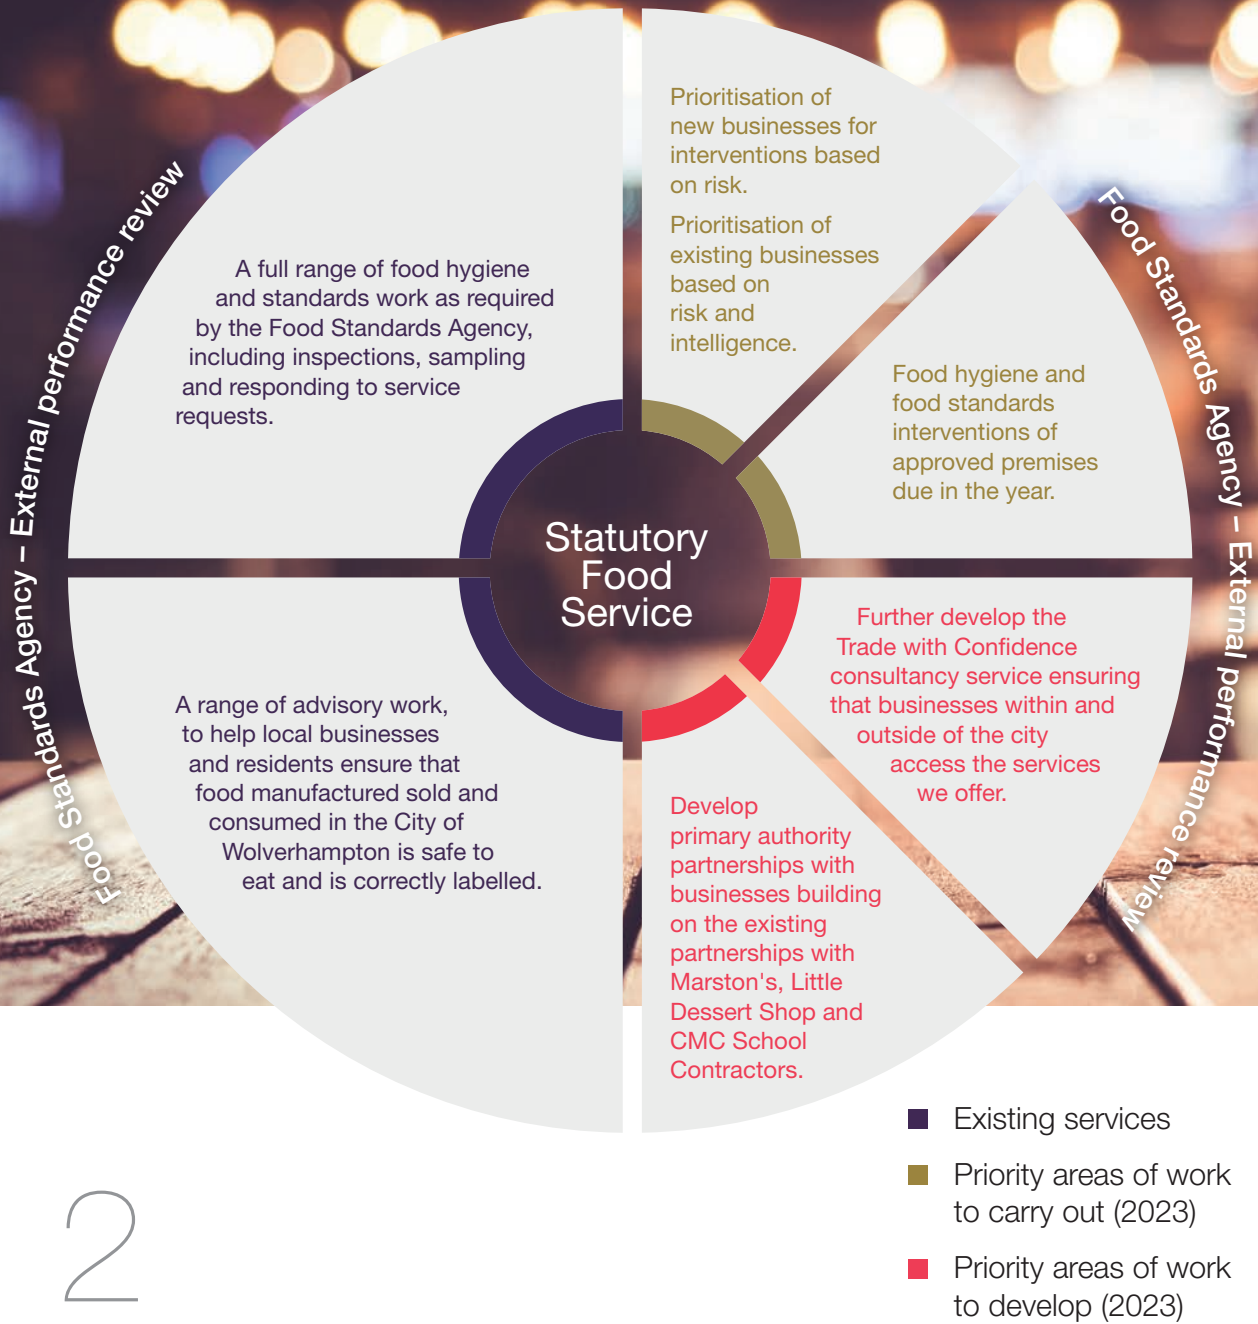 Food Standards Agency – External performance review
A full range of food hygiene
and standards work as required
by the Food Standards Agency,
including inspections, sampling
and responding to service
requests.
Prioritisation of
new businesses for
interventions based
on risk.
Prioritisation of
existing businesses
based on
risk and
intelligence.
Food hygiene and
food standards
interventions of
approved premises
due in the year.
Food Standards Agency – External performance review
Statutory
Food
Service
A range of advisory work,
to help local businesses
and residents ensure that
food manufactured sold and
consumed in the City of
Wolverhampton is safe to
eat and is correctly labelled.
Further develop the
Trade with Confidence
consultancy service ensuring
that businesses within and
outside of the city
access the services
we offer.
Develop
primary authority
partnerships with
businesses building
on the existing
partnerships with
Marston's, Little
Dessert Shop and
CMC School
Contractors.
Existing services
Priority areas of work
to carry out (2023)
Priority areas of work
to develop (2023)
2